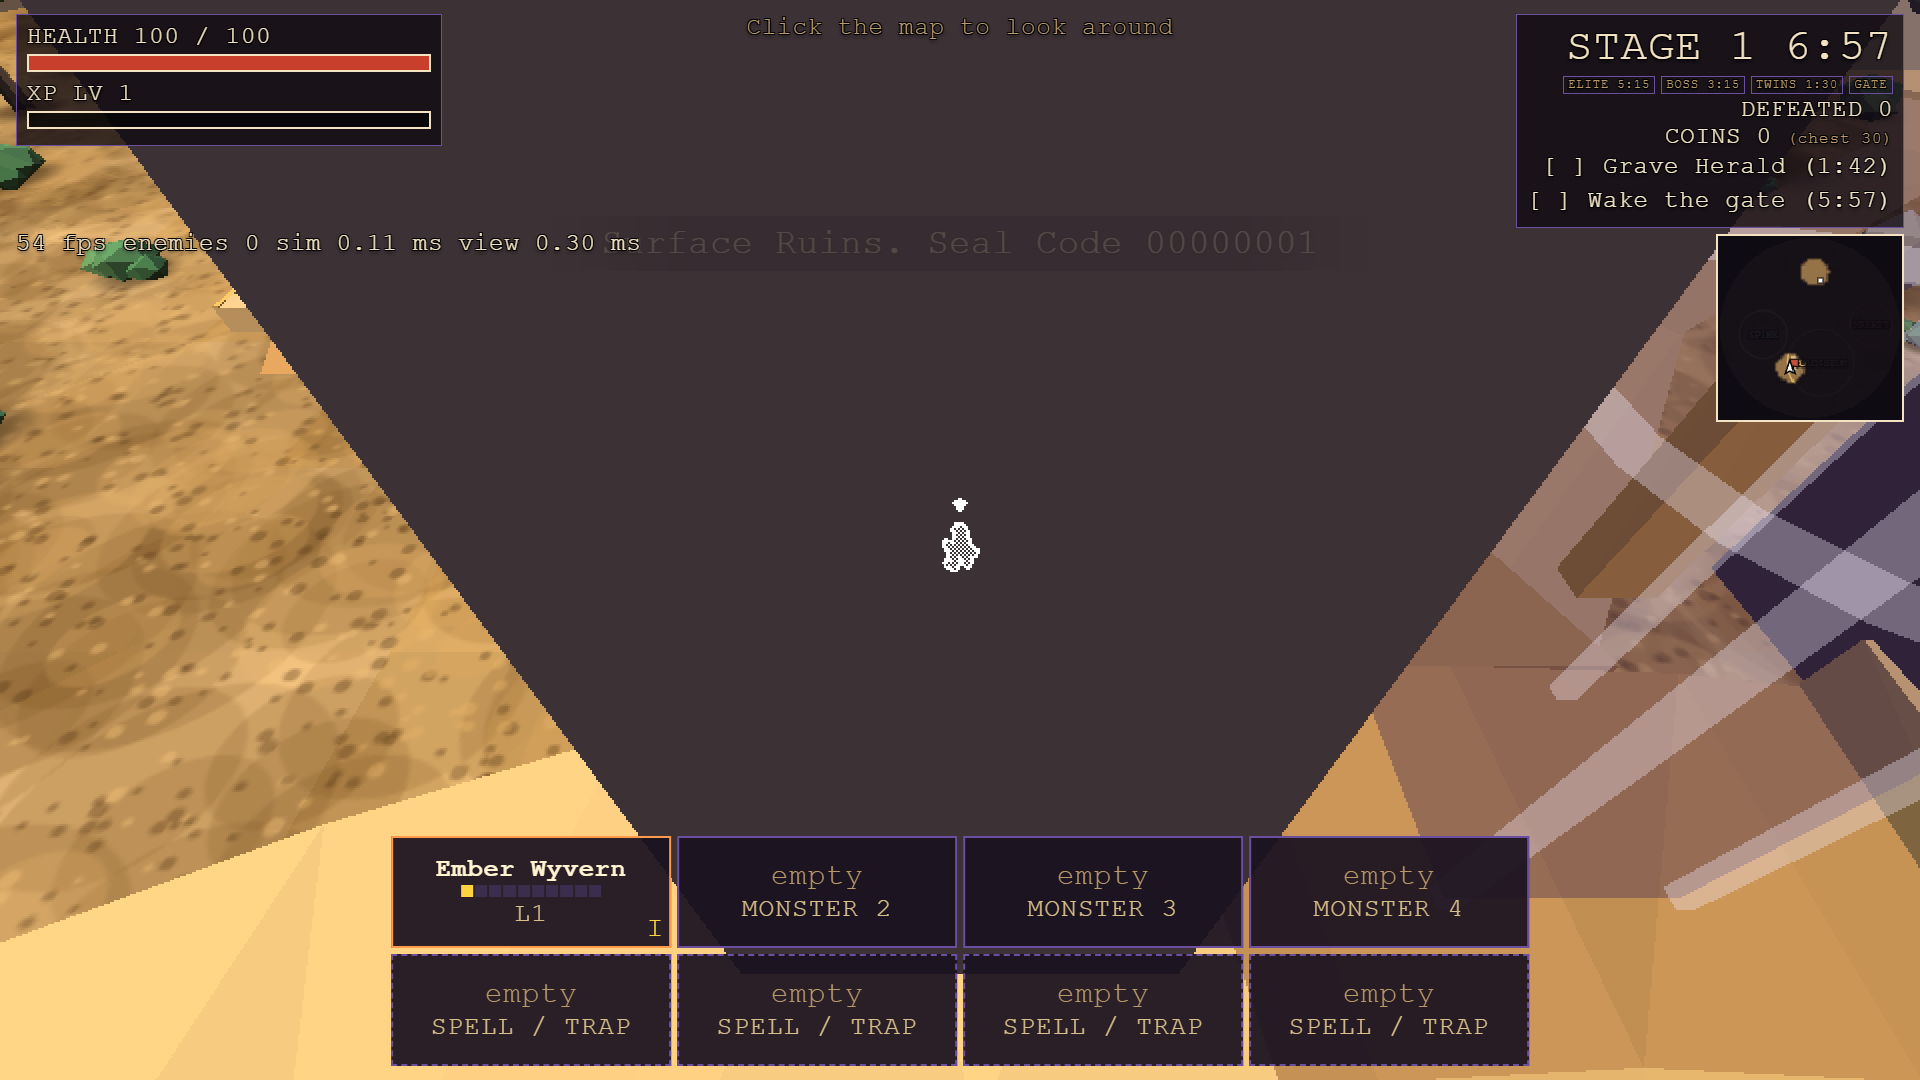 HEALTH 100 / 100
XP LV 1
Click the map to look around
STAGE 1 6:57
ELITE 5:15 BOSS 3:15 TWINS 1:30 GATE
DEFEATED 0
COINS 0 (chest 30)
[ ] Grave Herald (1:42)
[ ] Wake the gate (5:57)
54 fps enemies 0 sim 0.11 ms view 0.30 ms
Surface Ruins. Seal Code 00000001
Ember Wyvern
L1
I
empty
MONSTER 2
empty
MONSTER 3
empty
MONSTER 4
empty
SPELL / TRAP
empty
SPELL / TRAP
empty
SPELL / TRAP
empty
SPELL / TRAP